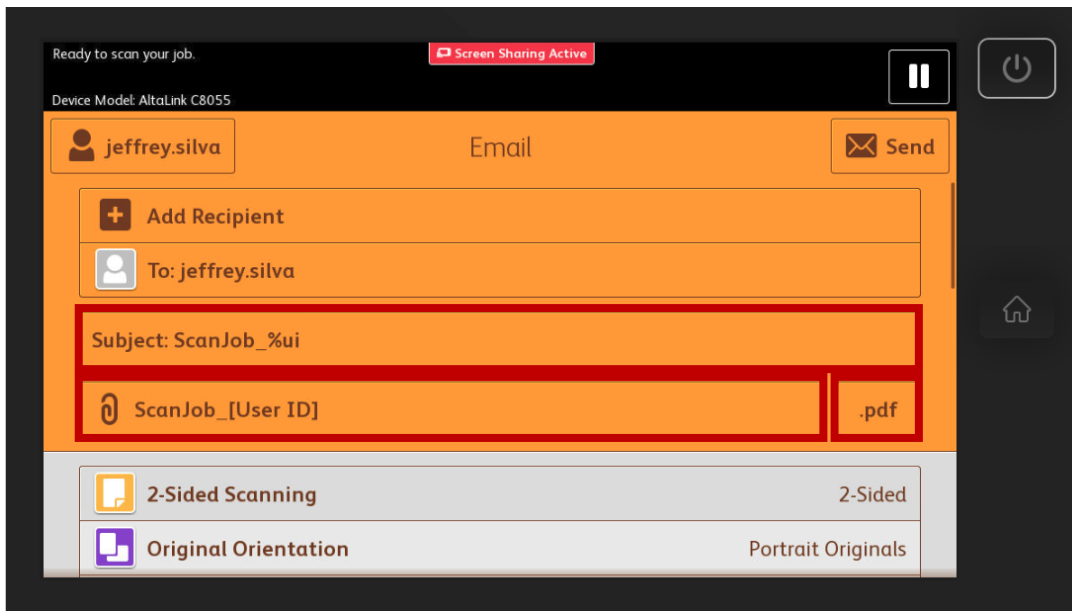 Ready to scan your job.
Screen Sharing Active
Device Model: AltaLink C8055
jeffrey.silva
Email
Send
Add Recipient
To: jeffrey.silva
Subject: ScanJob_%ui
ScanJob_[User ID]
.pdf
2-Sided Scanning
2-Sided
Original Orientation
Portrait Originals